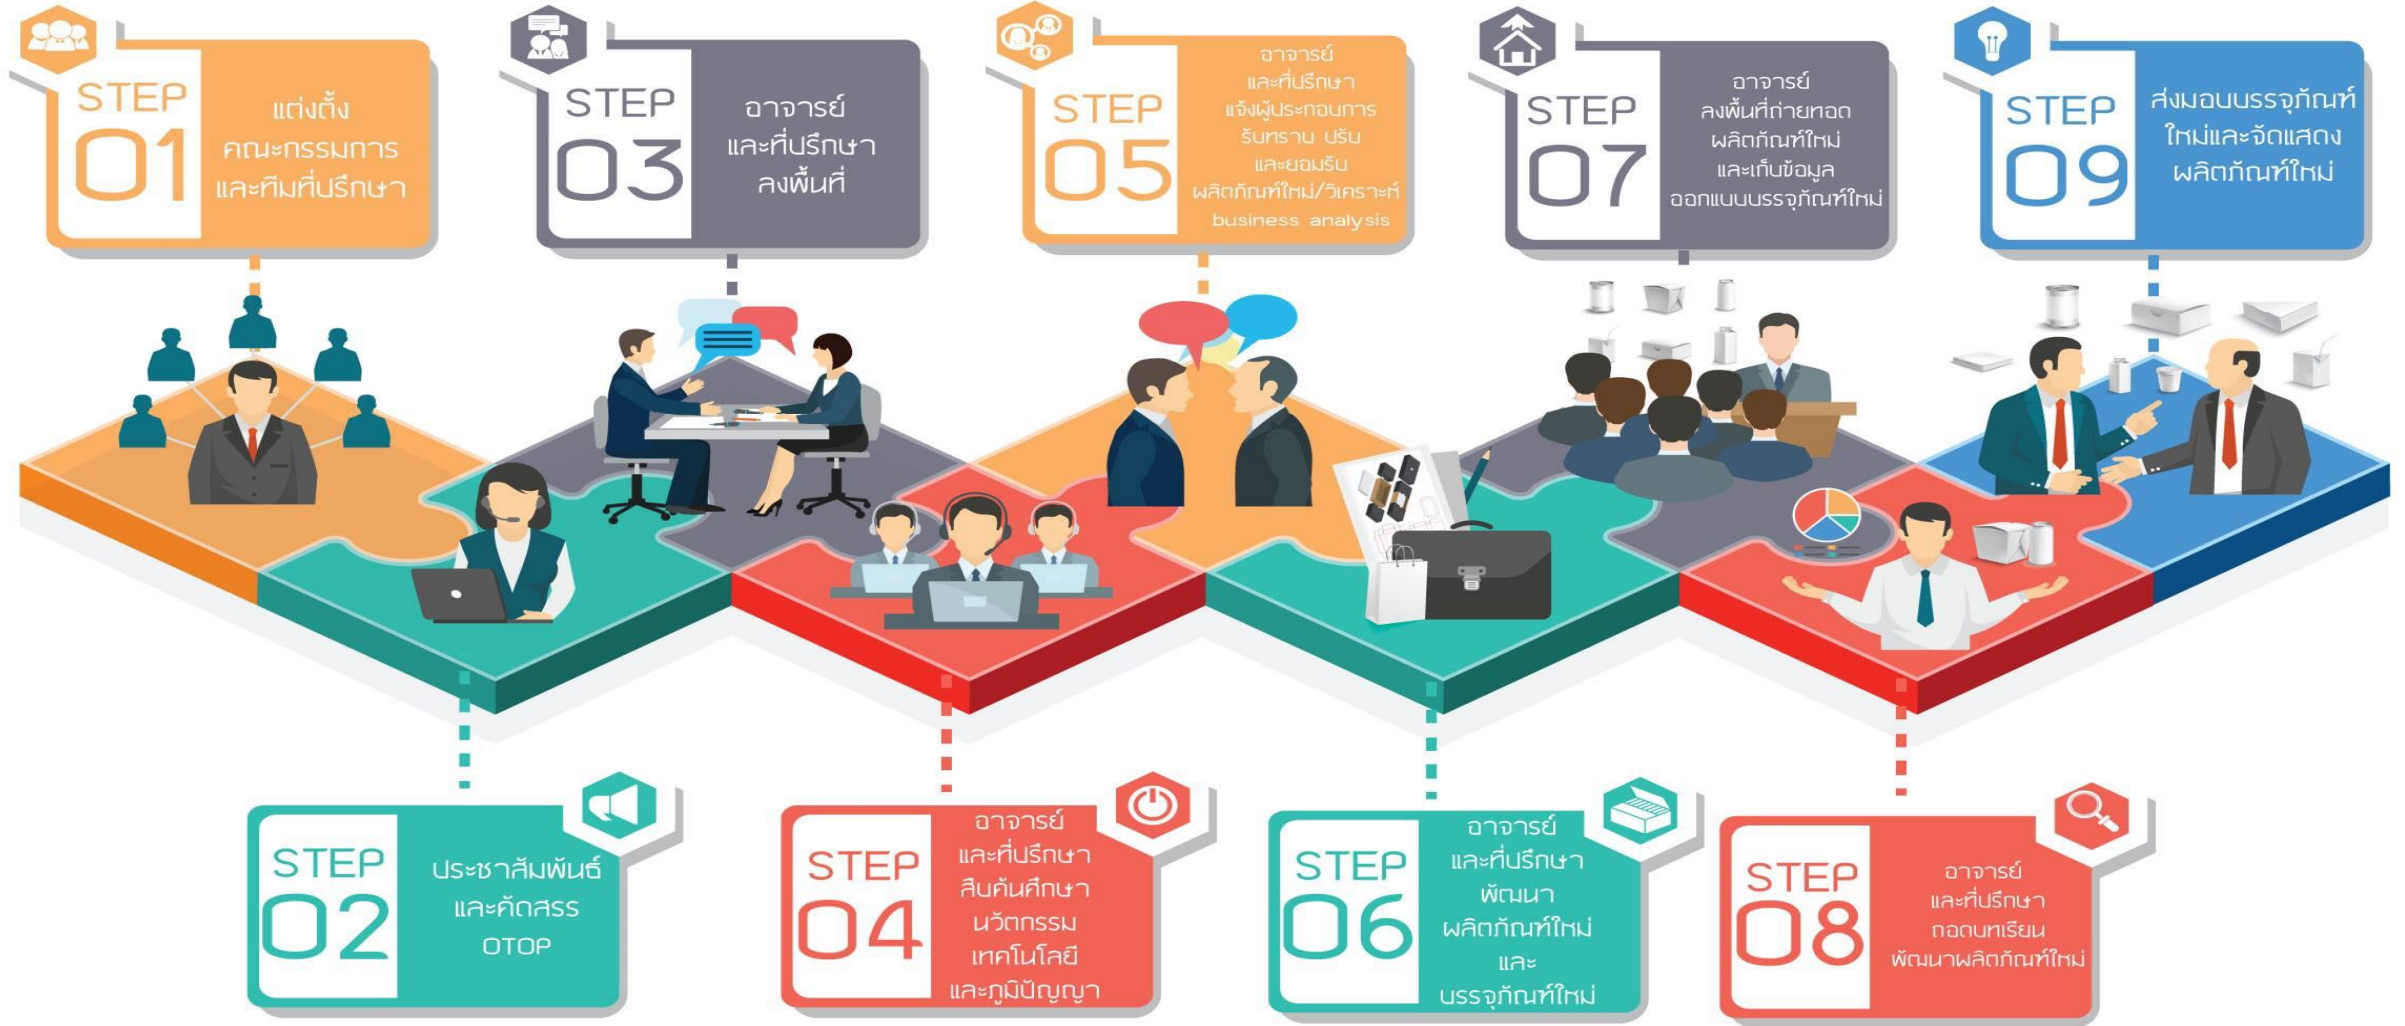 STEP
01
แต่งตั้ง
คณะกรรมการ
และทีมที่ปรึกษา
STEP
02
ประชาสัมพันธ์
และคัดสรร
OTOP
STEP
03
อาจารย์
และที่ปรึกษา
ลงพื้นที่
STEP
04
อาจารย์
และที่ปรึกษา
สืบค้นศึกษา
นวัตกรรม
เทคโนโลยี
และภูมิปัญญา
STEP
05
อาจารย์
และที่ปรึกษา
แจ้งผู้ประกอบการ
รับทราบ ปรับ
และยอมรับ
ผลิตภัณฑ์ใหม่/วิเคราะห์
business analysis
STEP
06
อาจารย์
และที่ปรึกษา
พัฒนา
ผลิตภัณฑ์ใหม่
และ
บรรจุภัณฑ์ใหม่
STEP
07
อาจารย์
ลงพื้นที่ถ่ายทอด
ผลิตภัณฑ์ใหม่
และเก็บข้อมูล
ออกแบบบรรจุภัณฑ์ใหม่
STEP
08
อาจารย์
และที่ปรึกษา
ถอดบทเรียน
พัฒนาผลิตภัณฑ์ใหม่
STEP
09
ส่งมอบบรรจุภัณฑ์
ใหม่และจัดแสดง
ผลิตภัณฑ์ใหม่